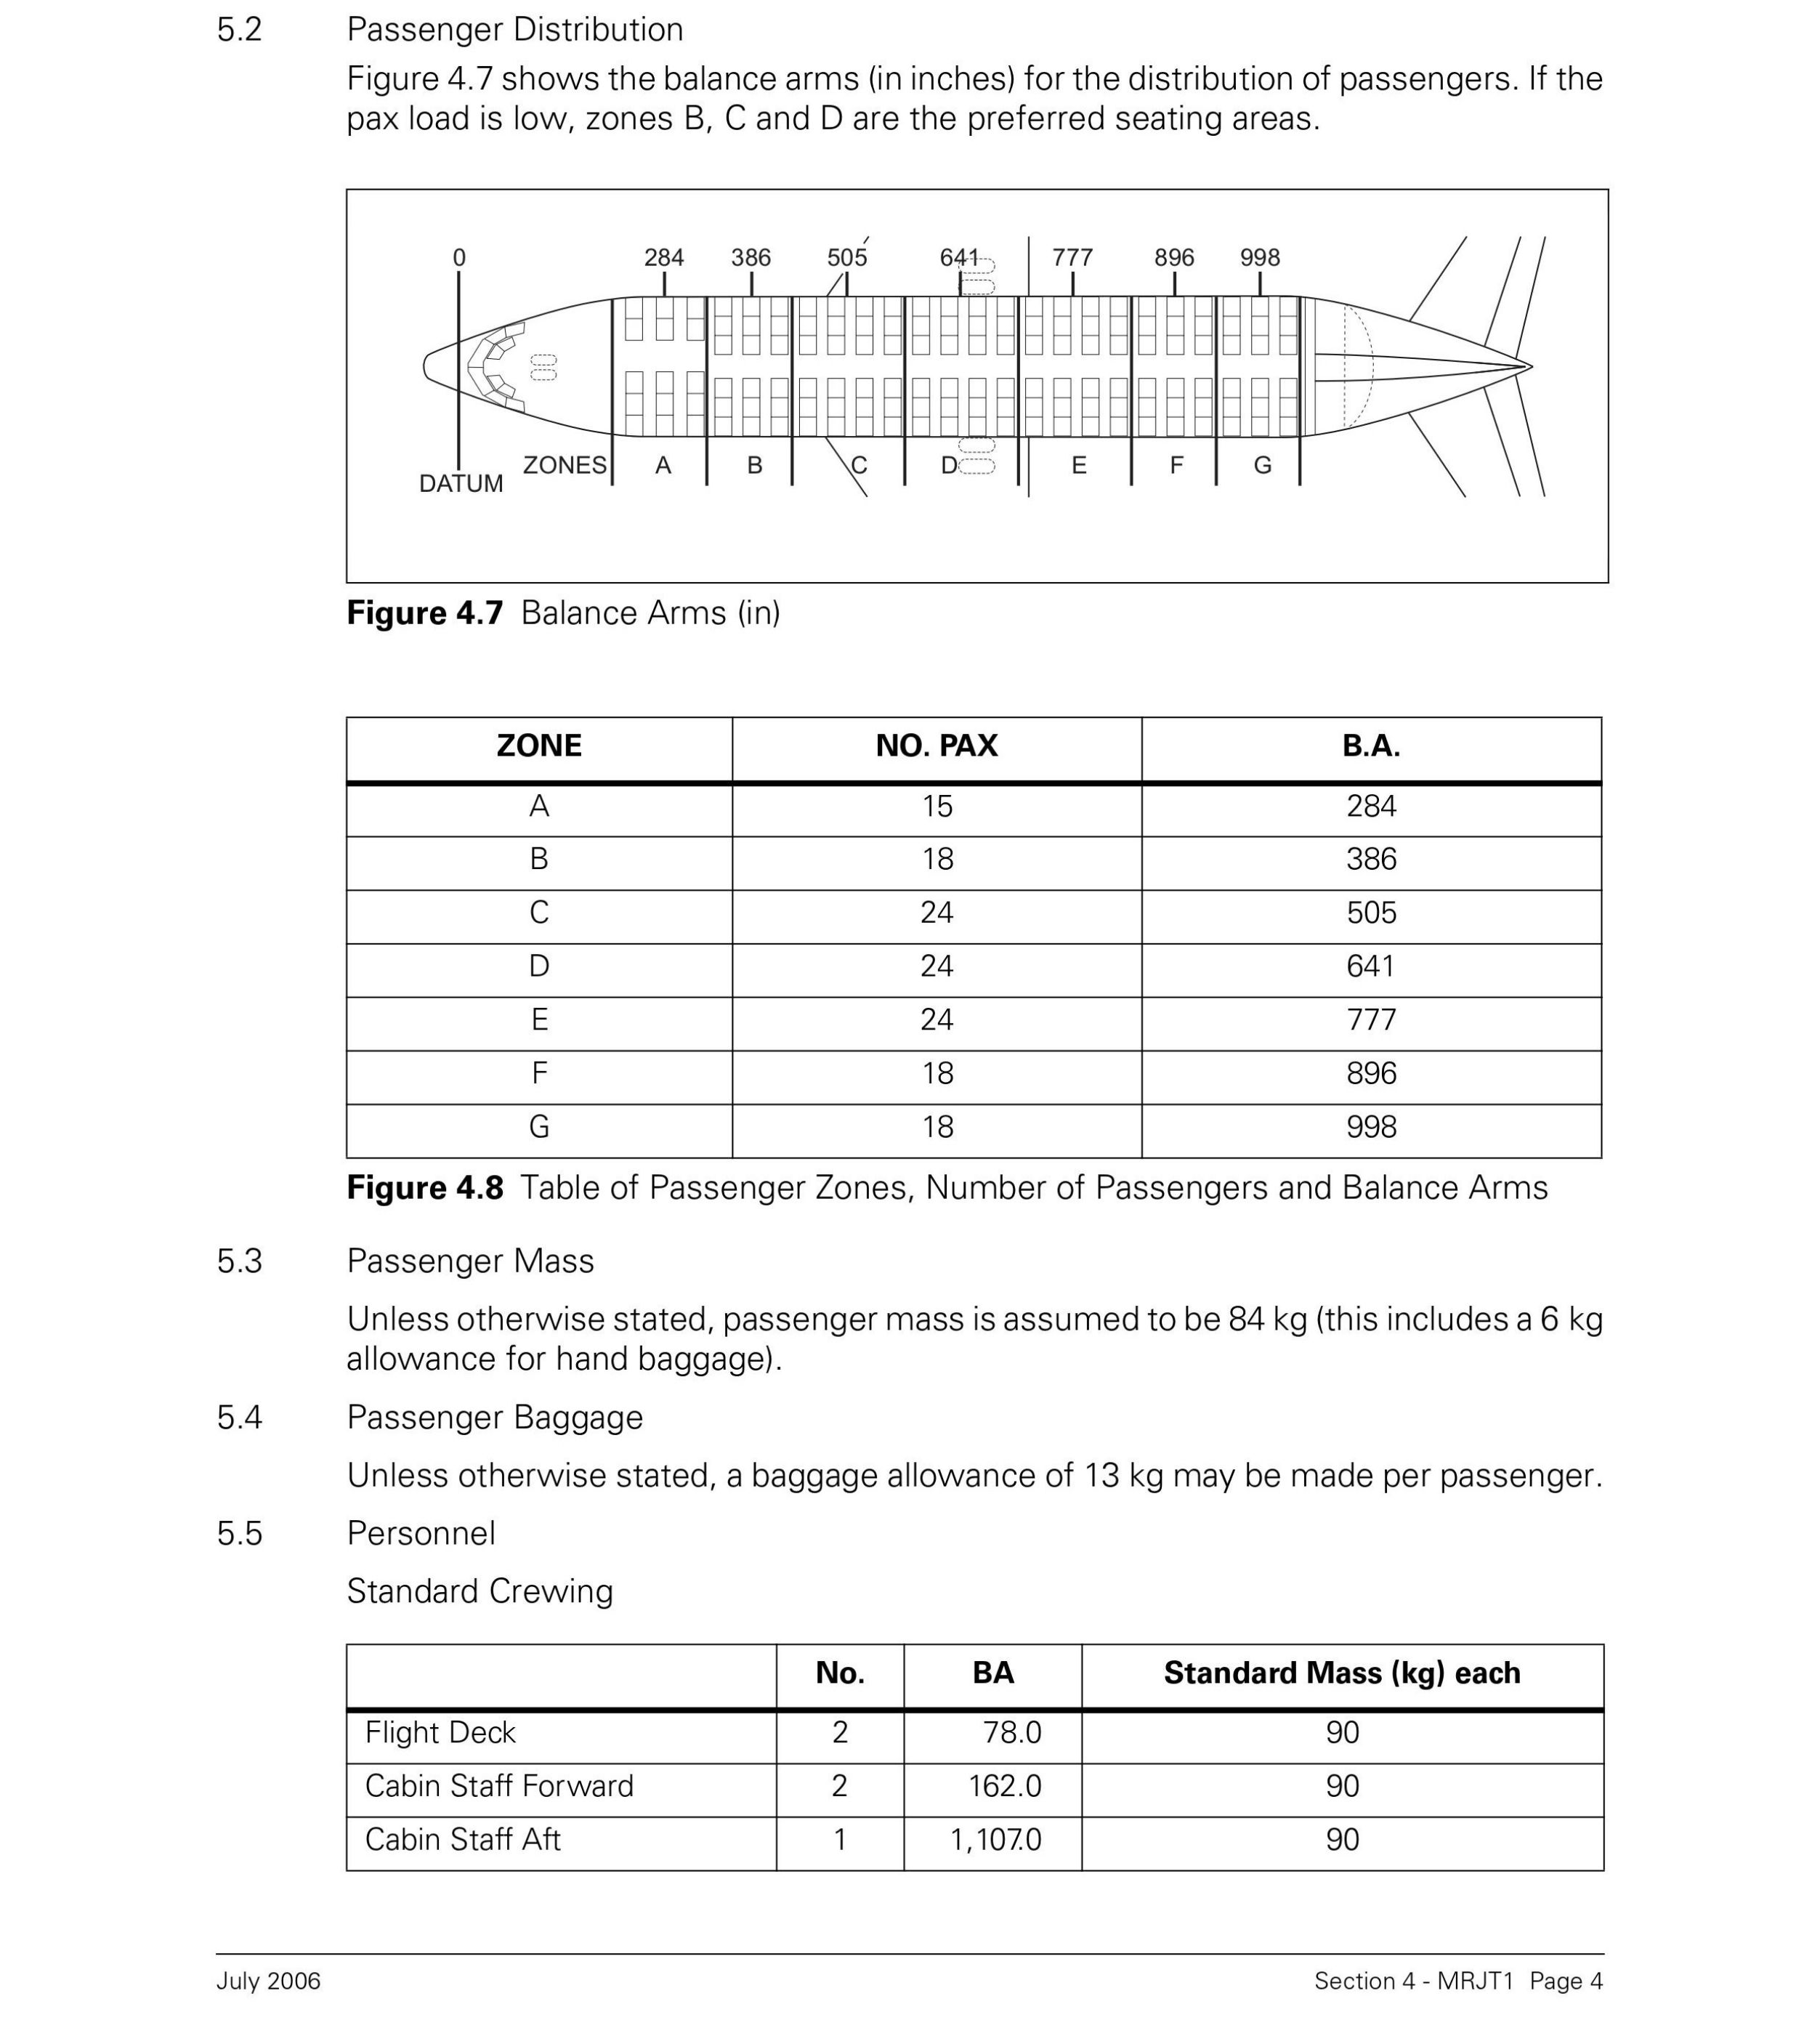 5.2 Passenger Distribution
Figure 4.7 shows the balance arms (in inches) for the distribution of passengers. If the
pax load is low, zones B, C and D are the preferred seating areas.
0 284 386 505 641 777 896 998
ZONES A B C D E F G
DATUM
Figure 4.7 Balance Arms (in)
ZONE NO. PAX B.A.
A 15 284
B 18 386
C 24 505
D 24 641
E 24 777
F 18 896
G 18 998
Figure 4.8 Table of Passenger Zones, Number of Passengers and Balance Arms
5.3 Passenger Mass
Unless otherwise stated, passenger mass is assumed to be 84 kg (this includes a 6 kg
allowance for hand baggage).
5.4 Passenger Baggage
Unless otherwise stated, a baggage allowance of 13 kg may be made per passenger.
5.5 Personnel
Standard Crewing
No. BA Standard Mass (kg) each
Flight Deck 2 78.0 90
Cabin Staff Forward 2 162.0 90
Cabin Staff Aft 1 1,107.0 90
July 2006 Section 4 - MRJT1 Page 4